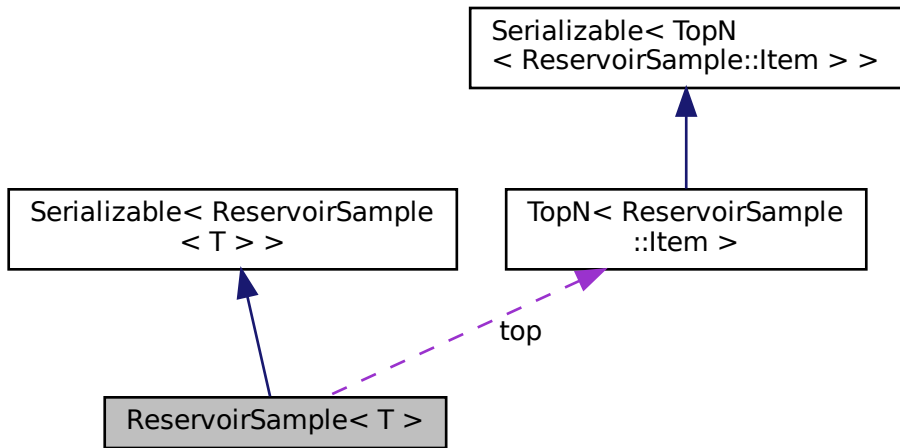 Serializable< TopN
< ReservoirSample::Item > >
Serializable< ReservoirSample
< T > >
TopN< ReservoirSample
::Item >
top
ReservoirSample< T >